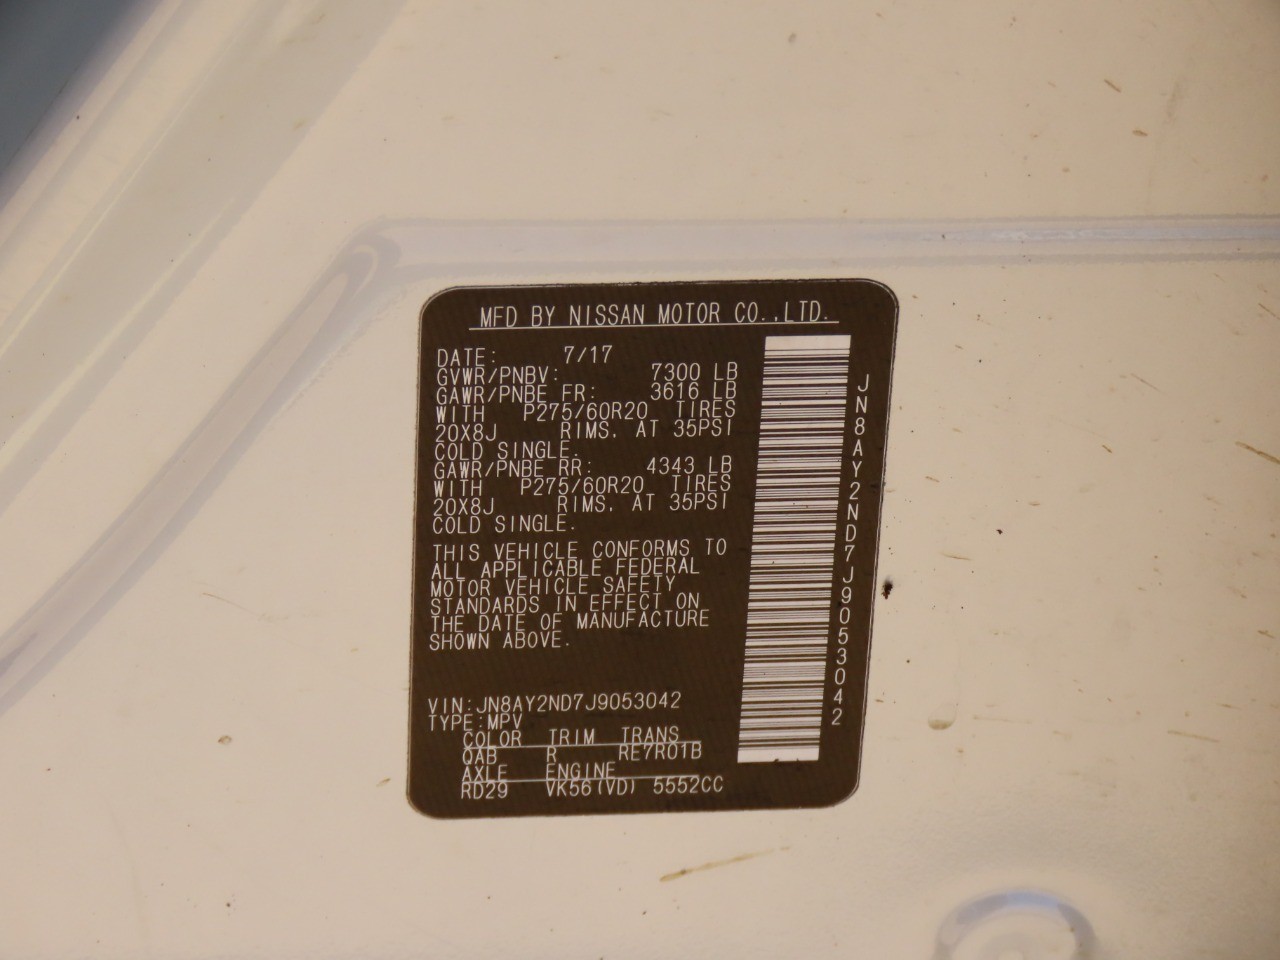 MFD BY NISSAN MOTOR CO.,LTD.
DATE: 7/17
GVWR/PNBV: 7300 LB
GAWR/PNBE FR: 3616 LB
WITH P275/60R20 TIRES
20X8J RIMS, AT 35PSI
COLD SINGLE.
GAWR/PNBE RR: 4343 LB
WITH P275/60R20 TIRES
20X8J RIMS, AT 35PSI
COLD SINGLE.
THIS VEHICLE CONFORMS TO
ALL APPLICABLE FEDERAL
MOTOR VEHICLE SAFETY
STANDARDS IN EFFECT ON
THE DATE OF MANUFACTURE
SHOWN ABOVE.
VIN:JN8AY2ND7J9053042
TYPE:MPV
COLOR TRIM TRANS
QAB R RE7R01B
AXLE ENGINE
RD29 VK56(VD) 5552CC
JN8AY2ND7J9053042